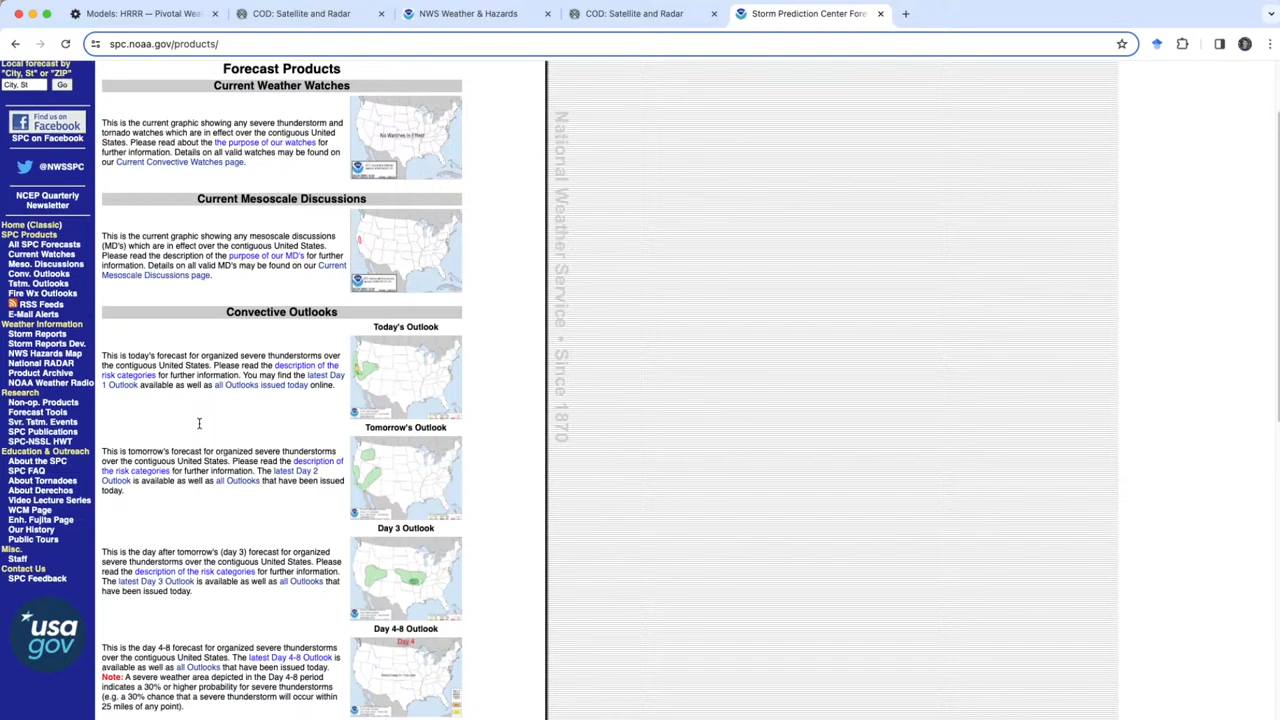 Models: HRRR — Pivotal Wea
COD: Satellite and Radar
NWS Weather & Hazards
COD: Satellite and Radar
Storm Prediction Center Fore
spc.noaa.gov/products/
Local forecast by
"City, St" or "ZIP"
City, St
Go
Find us on
Facebook
SPC on Facebook
@NWSSPC
NCEP Quarterly
Newsletter
Home (Classic)
SPC Products
All SPC Forecasts
Current Watches
Meso. Discussions
Conv. Outlooks
Tstm. Outlooks
Fire Wx Outlooks
RSS Feeds
E-Mail Alerts
Weather Information
Storm Reports
Storm Reports Dev.
NWS Hazards Map
National RADAR
Product Archive
NOAA Weather Radio
Research
Non-op. Products
Forecast Tools
Svr. Tstm. Events
SPC Publications
SPC-NSSL HWT
Education & Outreach
About the SPC
SPC FAQ
About Tornadoes
About Derechos
Video Lecture Series
WCM Page
Enh. Fujita Page
Our History
Public Tours
Misc.
Staff
Contact Us
SPC Feedback
usa
gov
Forecast Products
Current Weather Watches
This is the current graphic showing any severe thunderstorm and
tornado watches which are in effect over the contiguous United
States. Please read about the purpose of our watches for
further information. Details on all valid watches may be found on
our Current Convective Watches page.
No Watches in Effect
Current Mesoscale Discussions
This is the current graphic showing any mesoscale discussions
(MD's) which are in effect over the contiguous United States.
Please read the description of the purpose of our MD's for further
information. Details on all valid MD's may be found on our Current
Mesoscale Discussions page.
Convective Outlooks
Today's Outlook
This is today's forecast for organized severe thunderstorms over
the contiguous United States. Please read the description of the
risk categories for further information. You may find the latest Day
1 Outlook available as well as all Outlooks issued today online.
Tomorrow's Outlook
This is tomorrow's forecast for organized severe thunderstorms
over the contiguous United States. Please read the description of
the risk categories for further information. The latest Day 2
Outlook is available as well as all Outlooks that have been issued
today.
Day 3 Outlook
This is the day after tomorrow's (day 3) forecast for organized
severe thunderstorms over the contiguous United States. Please
read the description of the risk categories for further information.
The latest Day 3 Outlook is available as well as all Outlooks that
have been issued today.
Day 4-8 Outlook
This is the day 4-8 forecast for organized severe thunderstorms
over the contiguous United States. The latest Day 4-8 Outlook is
available as well as all Outlooks that have been issued today.
Note: A severe weather area depicted in the Day 4-8 period
indicates a 30% or higher probability for severe thunderstorms
(e.g. a 30% chance that a severe thunderstorm will occur within
25 miles of any point).
Day 4
National Weather Service • Since 1870